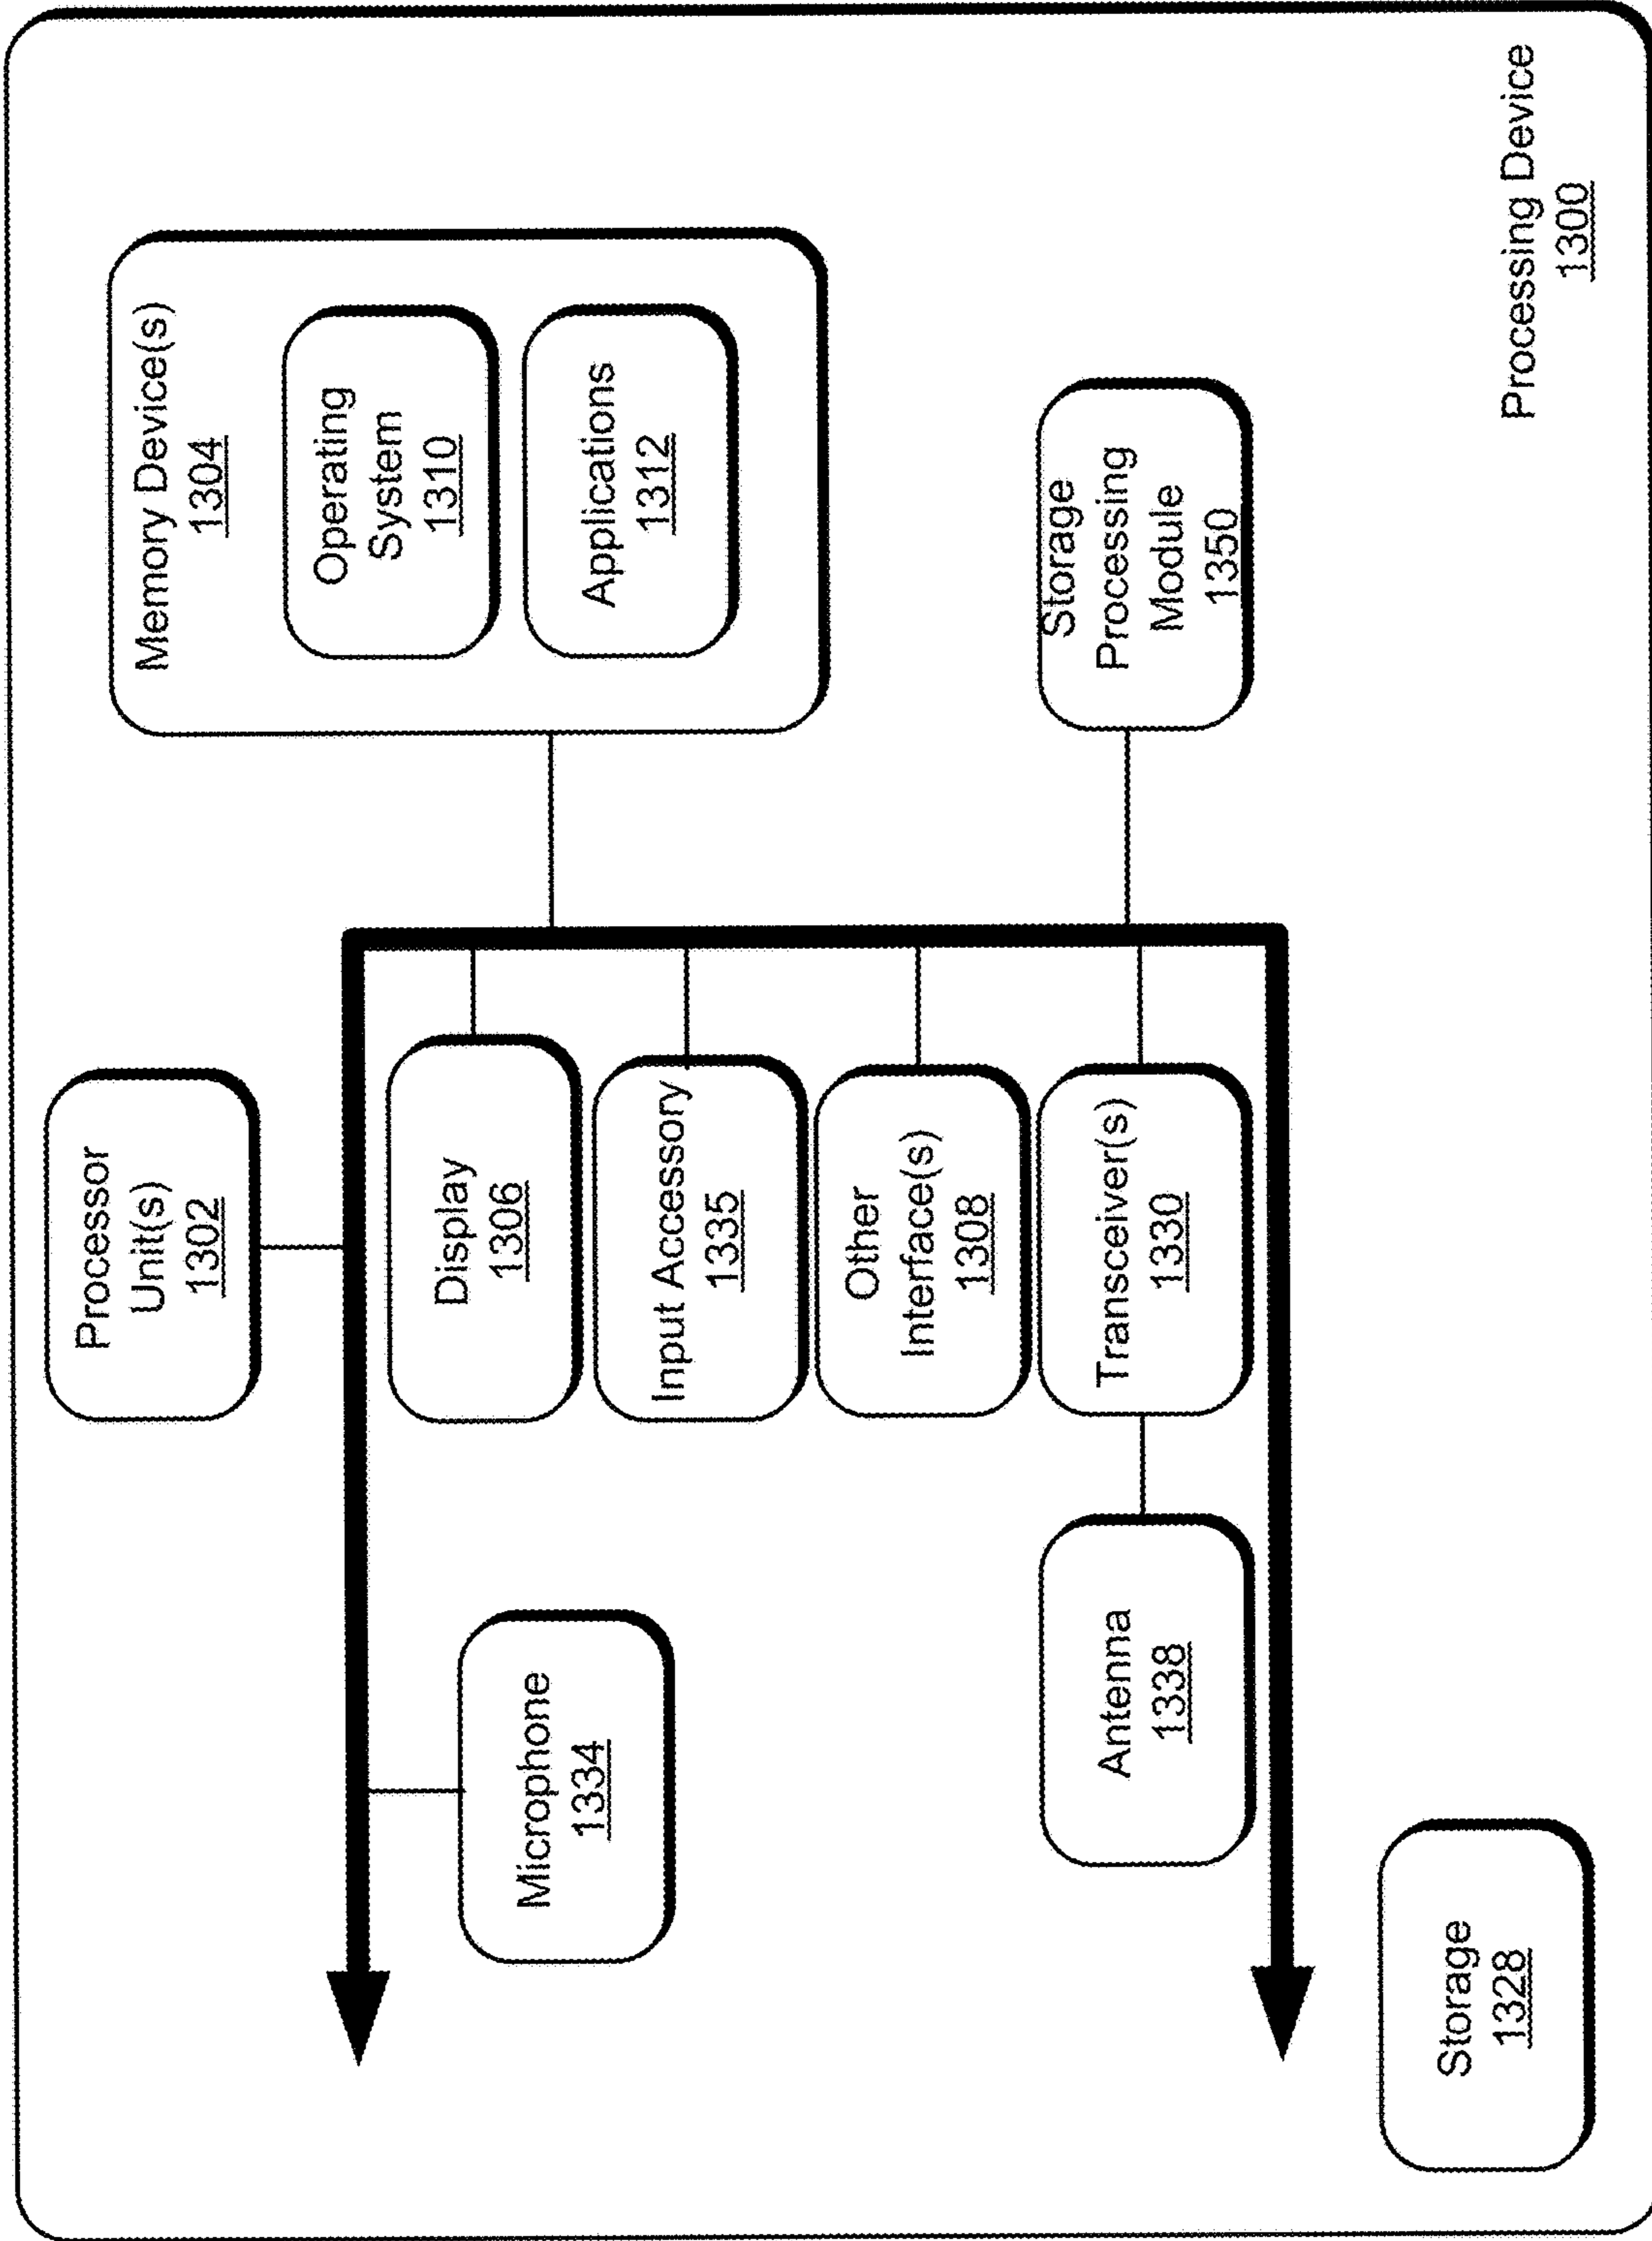 Processor
Unit(s)
1302
Memory Device(s)
1304
Operating
System
1310
Applications
1312
Display
1306
Microphone
1334
Input Accessory
1335
Other
Interface(s)
1308
Antenna
1338
Transceiver(s)
1330
Storage
Processing
Module
1350
Storage
1328
Processing Device
1300